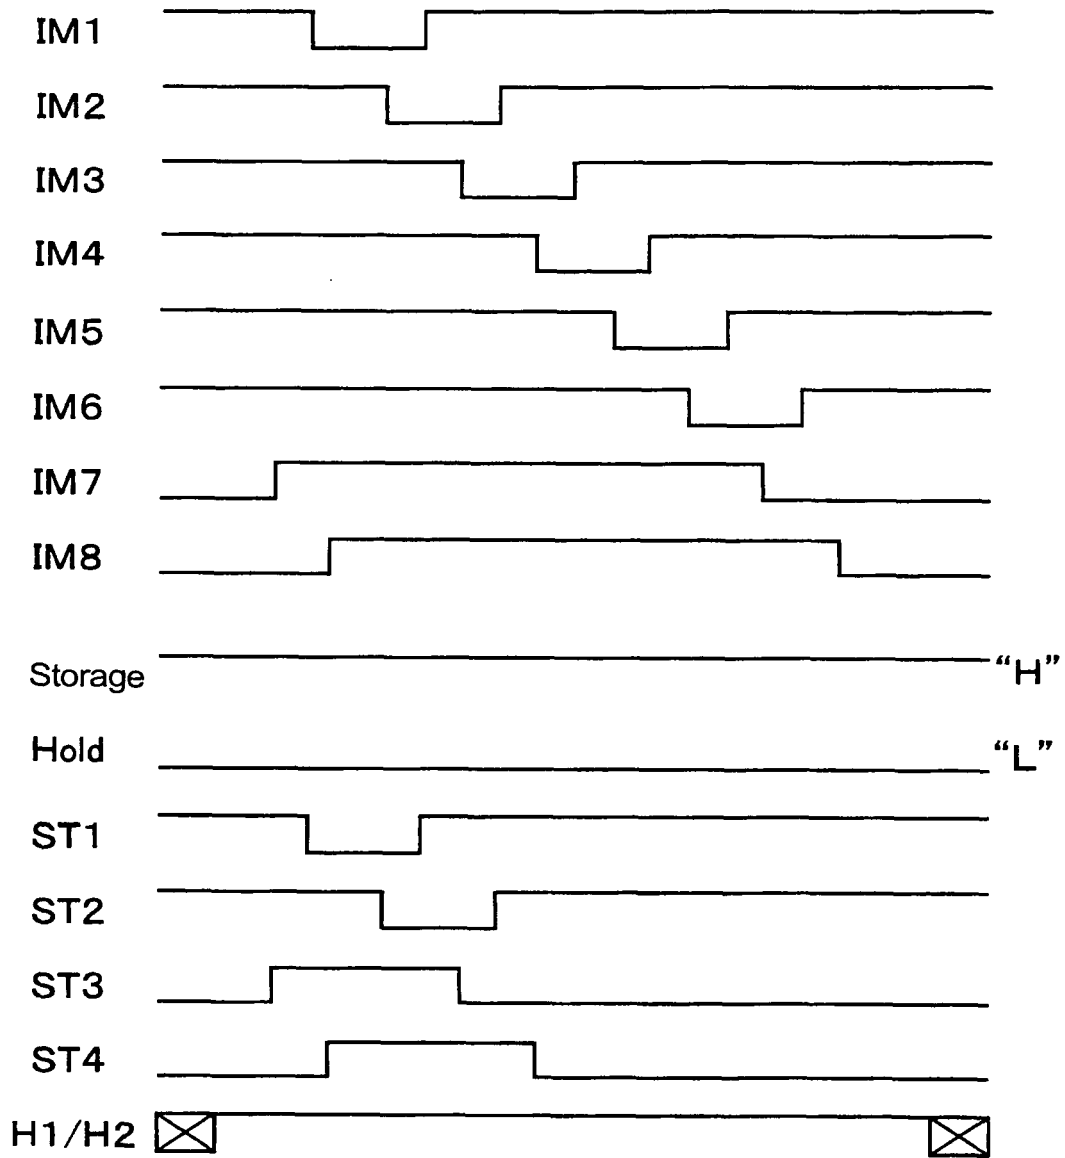 IM1
IM2
IM3
IM4
IM5
IM6
IM7
IM8
Storage “H”
Hold “L”
ST1
ST2
ST3
ST4
H1/H2